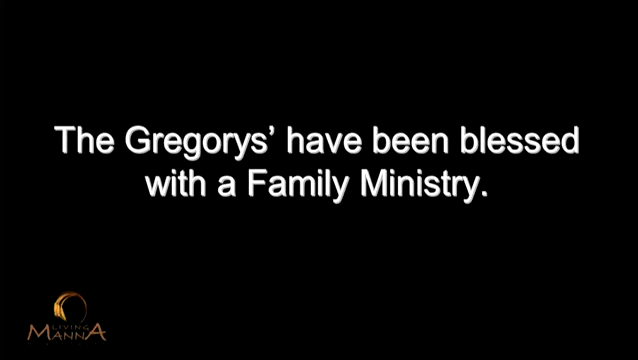 The Gregorys’ have been blessed
with a Family Ministry.
LIVING
MANNA